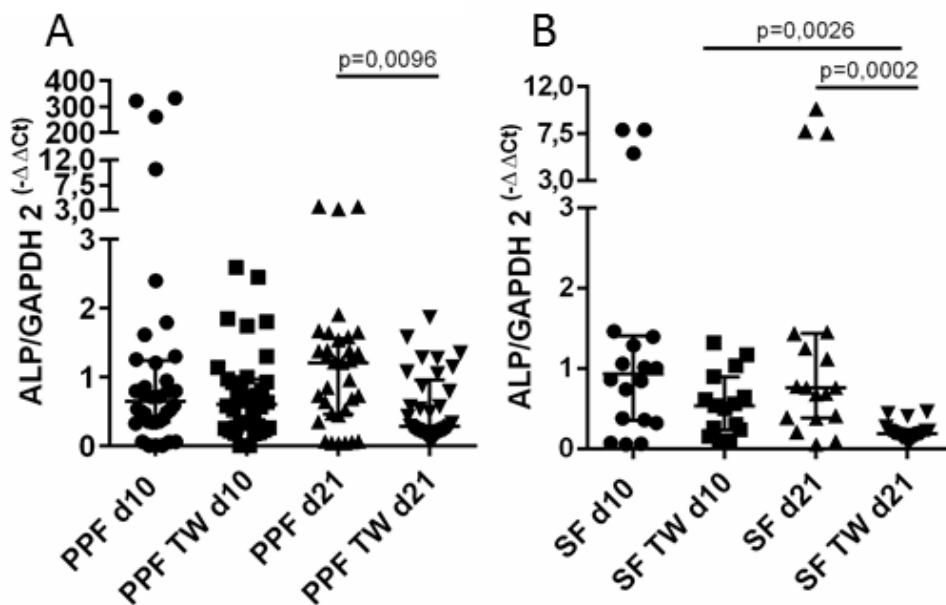 A
p=0,0096
400
300
200
12,0
7,5
3,0
3
2
1
0
ALP/GAPDH 2 (-ΔΔCt)
PPF d10
PPF TW d10
PPF d21
PPF TW d21
B
p=0,0026
p=0,0002
12,0
7,5
3,0
3
2
1
0
ALP/GAPDH 2 (-ΔΔCt)
SF d10
SF TW d10
SF d21
SF TW d21